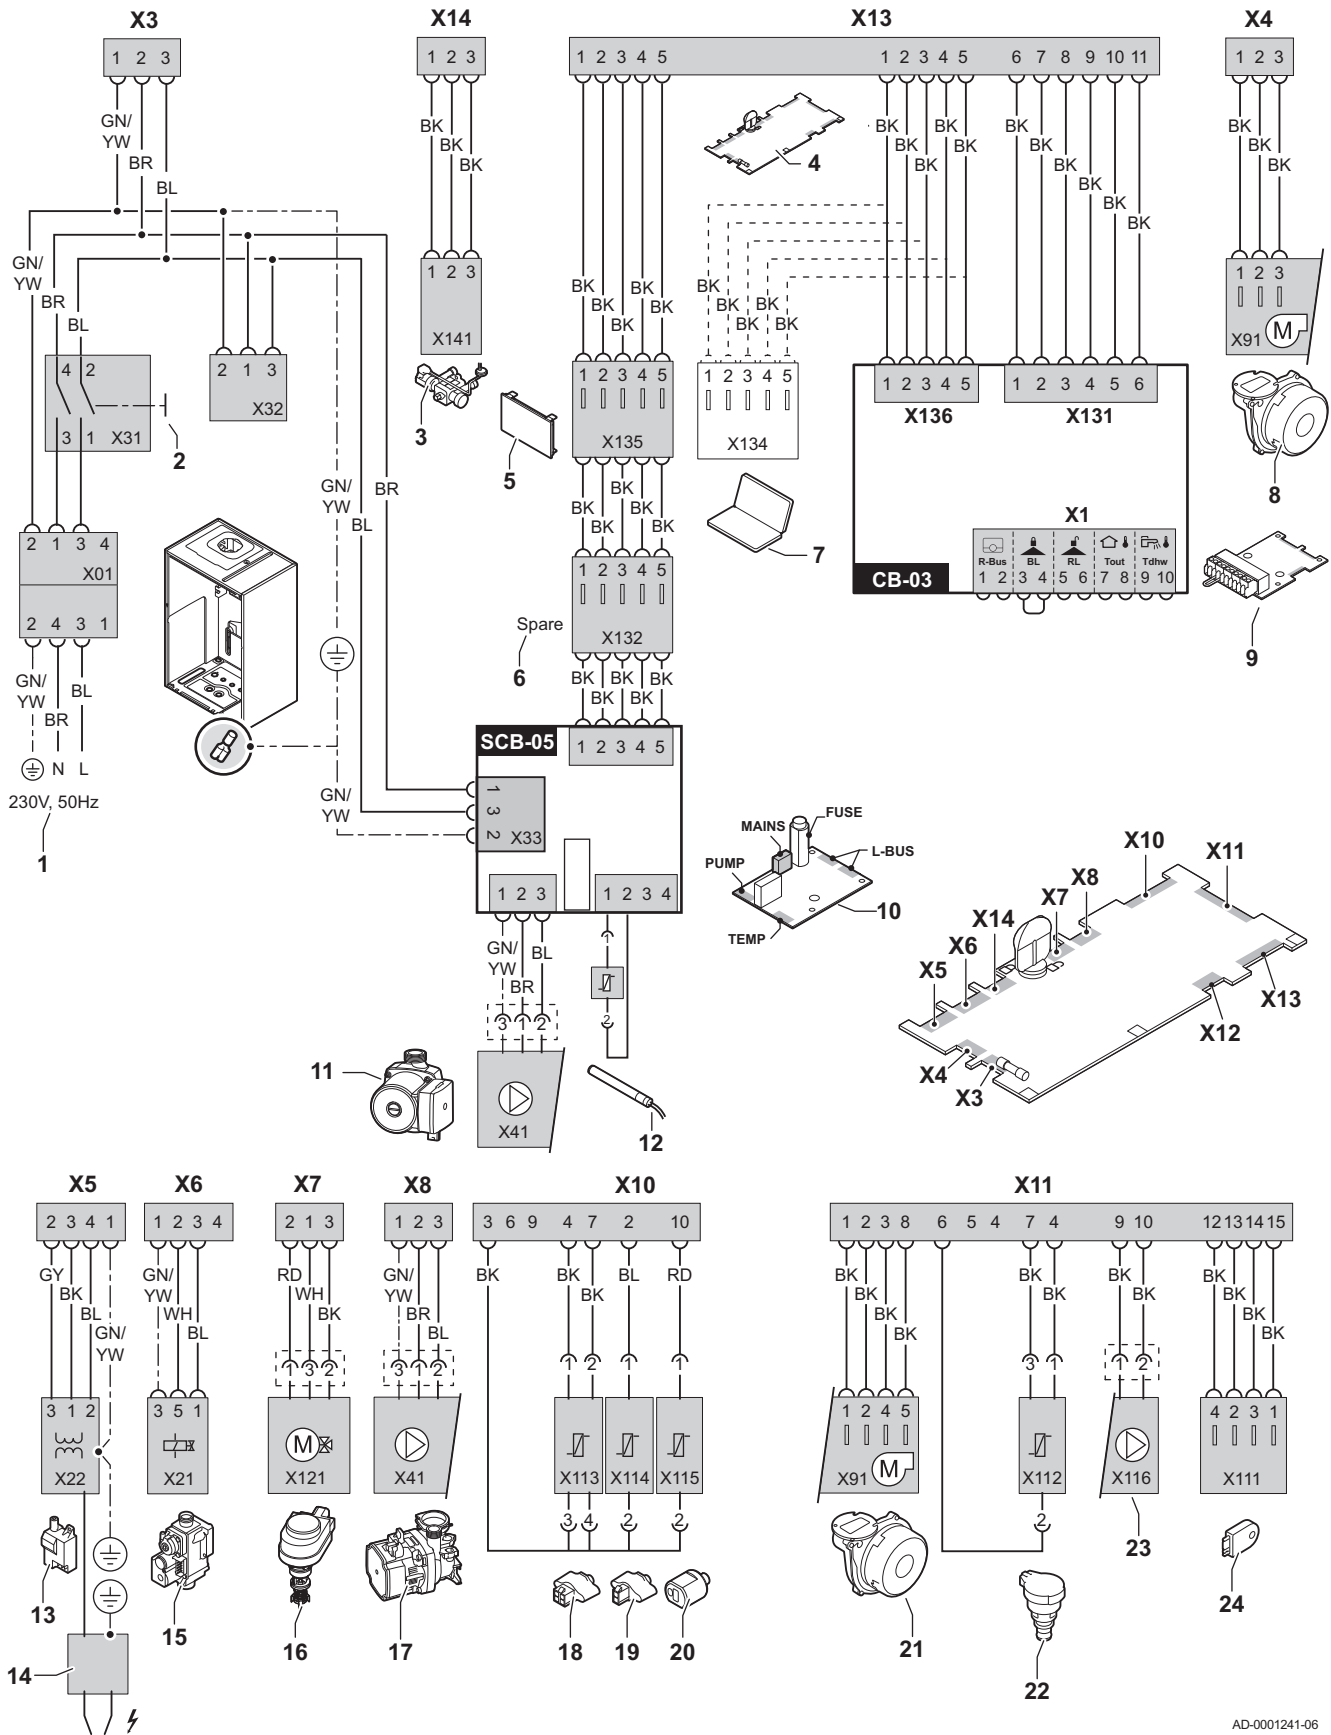 X3 X14 X13 X4
1 2 3
1 2 3
1 2 3 4 5 1 2 3 4 5 6 7 8 9 10 11
1 2 3
GN/ YW BR BL
BK BK BK
BK BK BK BK BK
BK BK BK BK BK BK
BK BK BK
4
GN/ YW BR BL
1 2 3
X141
3
BK BK BK BK BK
BK BK BK BK BK
1 2 3
X91 M
8
4 2
3 1 X31
2
2 1 3
X32
5
1 2 3 4 5
X135
1 2 3 4 5
X134
7
1 2 3 4 5
X136
1 2 3 4 5 6
X131
GN/ YW BL BR
BK BK BK BK BK
2 1 3 4
X01
2 4 3 1
X1
R-Bus BL RL Tout Tdhw
1 2 3 4 5 6 7 8 9 10
CB-03
9
1 2 3 4 5
X132
Spare
6
BK BK BK BK BK
GN/ YW BR BL
N L
230V, 50Hz
1
SCB-05
1 2 3 4 5
GN/ YW
1 3 2
X33
1 2 3
1 2 3 4
MAINS
FUSE
PUMP
L-BUS
TEMP
10
GN/ YW BR BL
3 1 2
X41
11
1
2
12
X10 X11
X7 X8
X14
X6
X5
X13
X12
X4
X3
X5 X6 X7 X8 X10 X11
2 3 4 1
1 2 3 4
2 1 3
1 2 3
3 6 9 4 7 2 10
1 2 3 8 6 5 4 7 4 9 10 12 13 14 15
GY BK BL GN/ YW
GN/ YW WH BL
RD WH BK
GN/ YW BR BL
BK BK BK BL RD
BK BK BK BK
BK BK
BK BK
BK BK BK BK
1 3 2
3 1 2
1 2 1 1
3 1
1 2
3 1 2
X22
3 5 1
X21
M
X121
X41
X113 X114 X115
1 2 4 5
X91 M
X112
X116
4 2 3 1
X111
3 4 2 2
2
13
14
15
16
17
18
19
20
21
22
23
24
AD-0001241-06